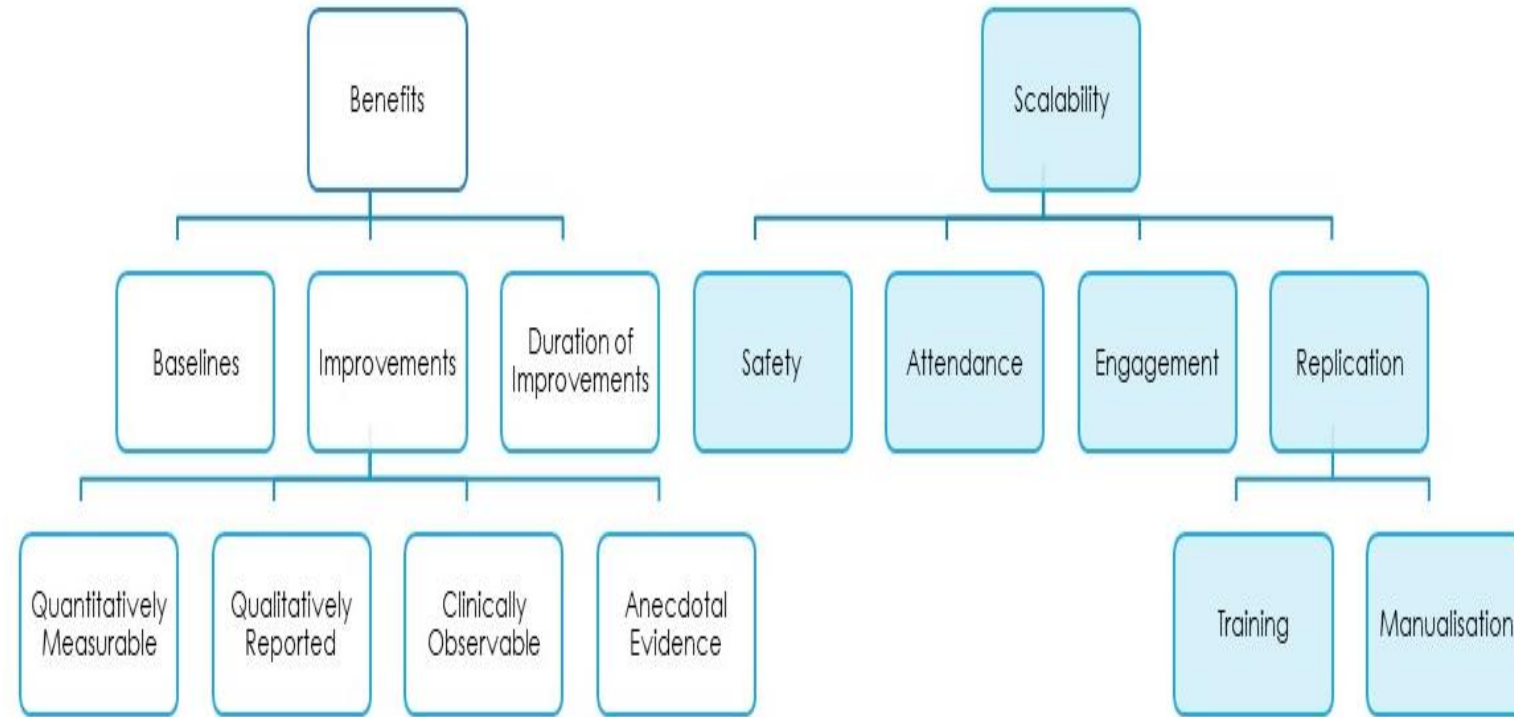 Benefits
Scalability
Baselines
Improvements
Duration of
Improvements
Safety
Attendance
Engagement
Replication
Quantitatively
Measurable
Qualitatively
Reported
Clinically
Observable
Anecdotal
Evidence
Training
Manualisation